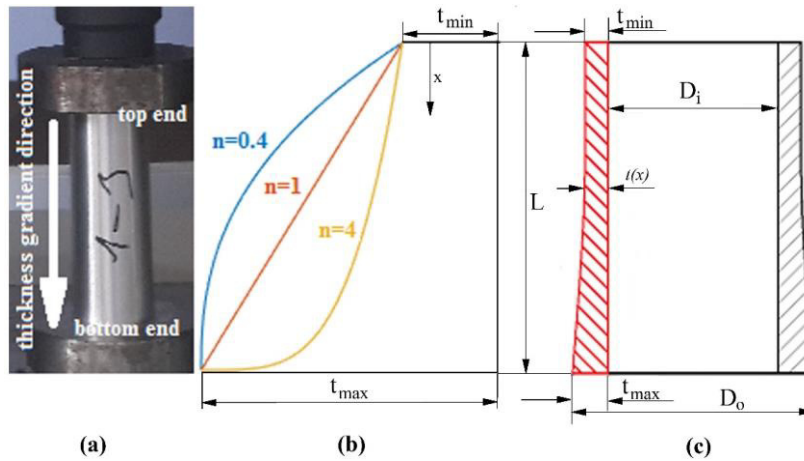 top end
thickness gradient direction
1-3
bottom end
(a)
t_min
x
n=0.4
n=1
n=4
t_max
(b)
t_min
D_i
t(x)
L
t_max
D_o
(c)